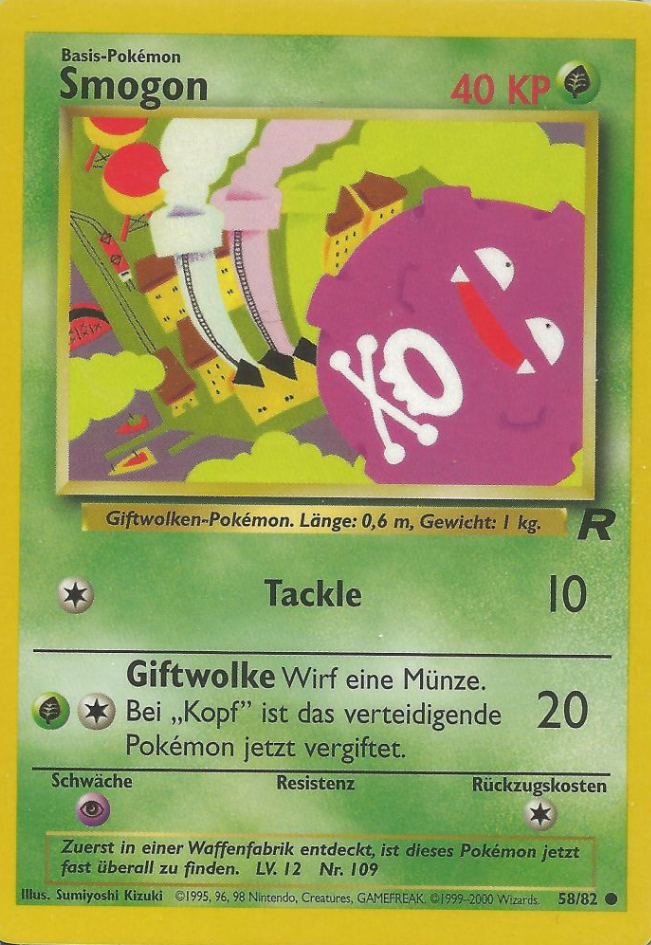 Basis-Pokémon
Smogon
40 KP
Giftwolken-Pokémon. Länge: 0,6 m, Gewicht: 1 kg.
R
Tackle 10
Giftwolke Wirf eine Münze.
Bei „Kopf” ist das verteidigende 20
Pokémon jetzt vergiftet.
Schwäche Resistenz Rückzugskosten
Zuerst in einer Waffenfabrik entdeckt, ist dieses Pokémon jetzt
fast überall zu finden. LV. 12 Nr. 109
Illus. Sumiyoshi Kizuki ©1995, 96, 98 Nintendo, Creatures, GAMEFREAK. ©1999-2000 Wizards. 58/82